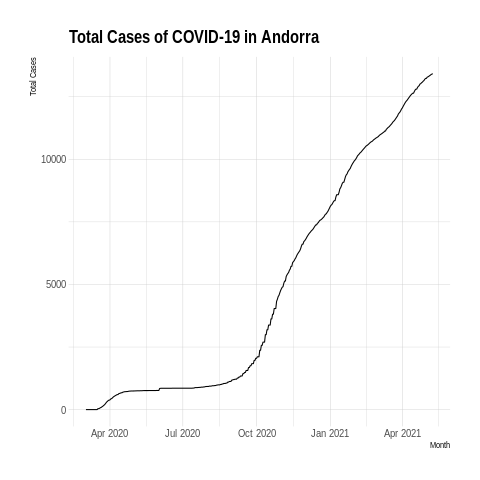 Total Cases of COVID-19 in Andorra
Total Cases
10000
5000
0
Apr 2020 Jul 2020 Oct 2020 Jan 2021 Apr 2021
Month